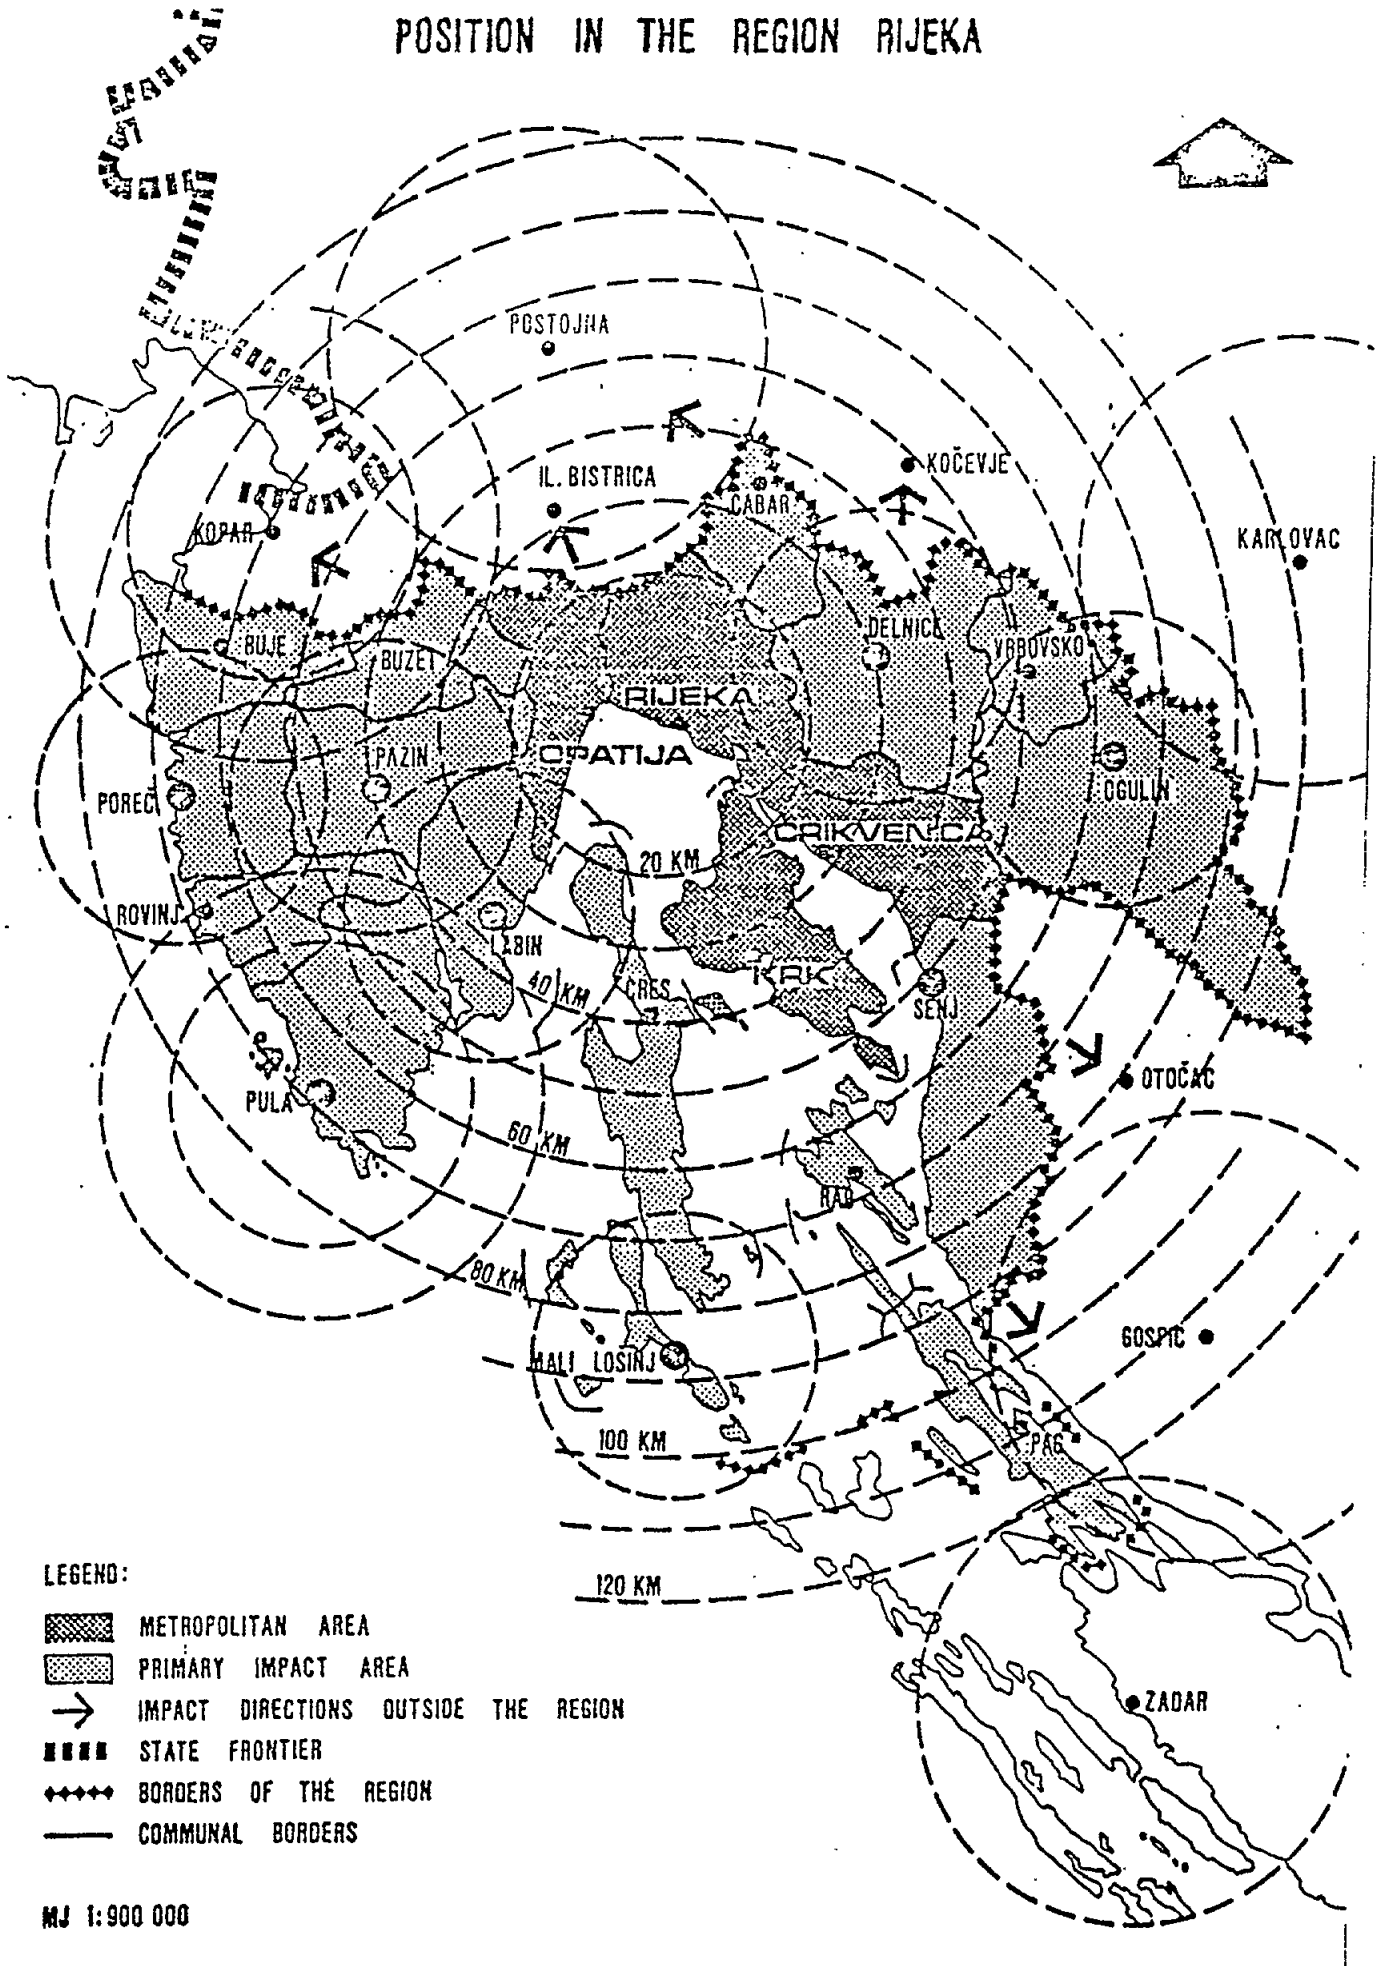 POSITION IN THE REGION RIJEKA
POSTOJNA
KOČEVJE
IL. BISTRICA
ČABAR
KOPAR
KARLOVAC
DELNICE
BUJE
BUZET
VRBOVSKO
RIJEKA
OPATIJA
PAZIN
OGULIN
POREČ
CRIKVENICA
20 KM
ROVINJ
LABIN
KRK
40 KM
CRES
SENJ
OTOČAC
PULA
60 KM
RAB
80 KM
GOSPIĆ
MALI LOŠINJ
100 KM
PAG
120 KM
ZADAR
LEGEND:
METROPOLITAN AREA
PRIMARY IMPACT AREA
IMPACT DIRECTIONS OUTSIDE THE REGION
STATE FRONTIER
BORDERS OF THE REGION
COMMUNAL BORDERS
MJ 1:900 000